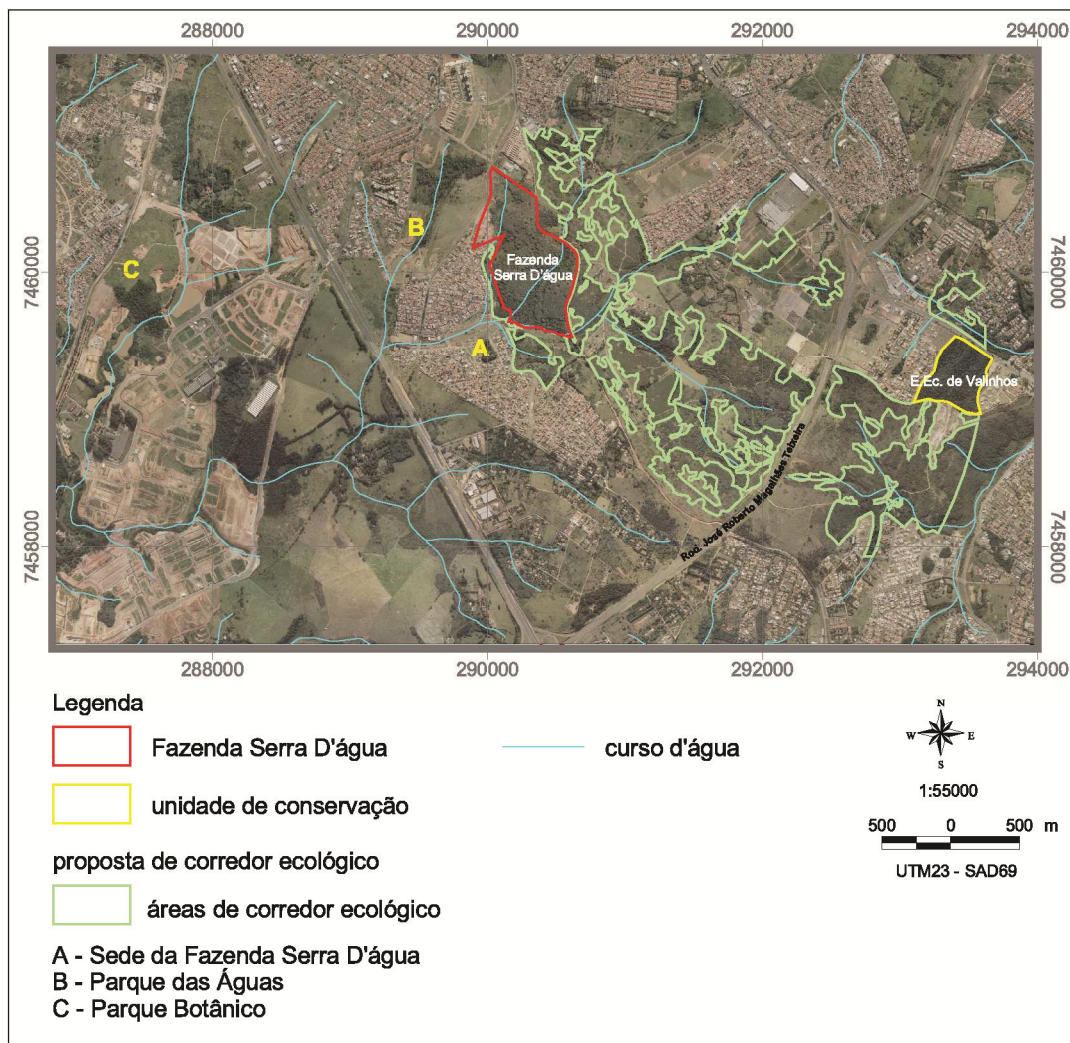 288000 290000 292000 294000
7460000 7460000
7458000 7458000
B
C
A
Fazenda
Serra D'água
E.Ec. de Valinhos
Rod. José Roberto Magalhães Teixeira
288000 290000 292000 294000
Legenda
Fazenda Serra D'água
curso d'água
unidade de conservação
proposta de corredor ecológico
áreas de corredor ecológico
A - Sede da Fazenda Serra D'água
B - Parque das Águas
C - Parque Botânico
N
W E
S
1:55000
500 0 500 m
UTM23 - SAD69